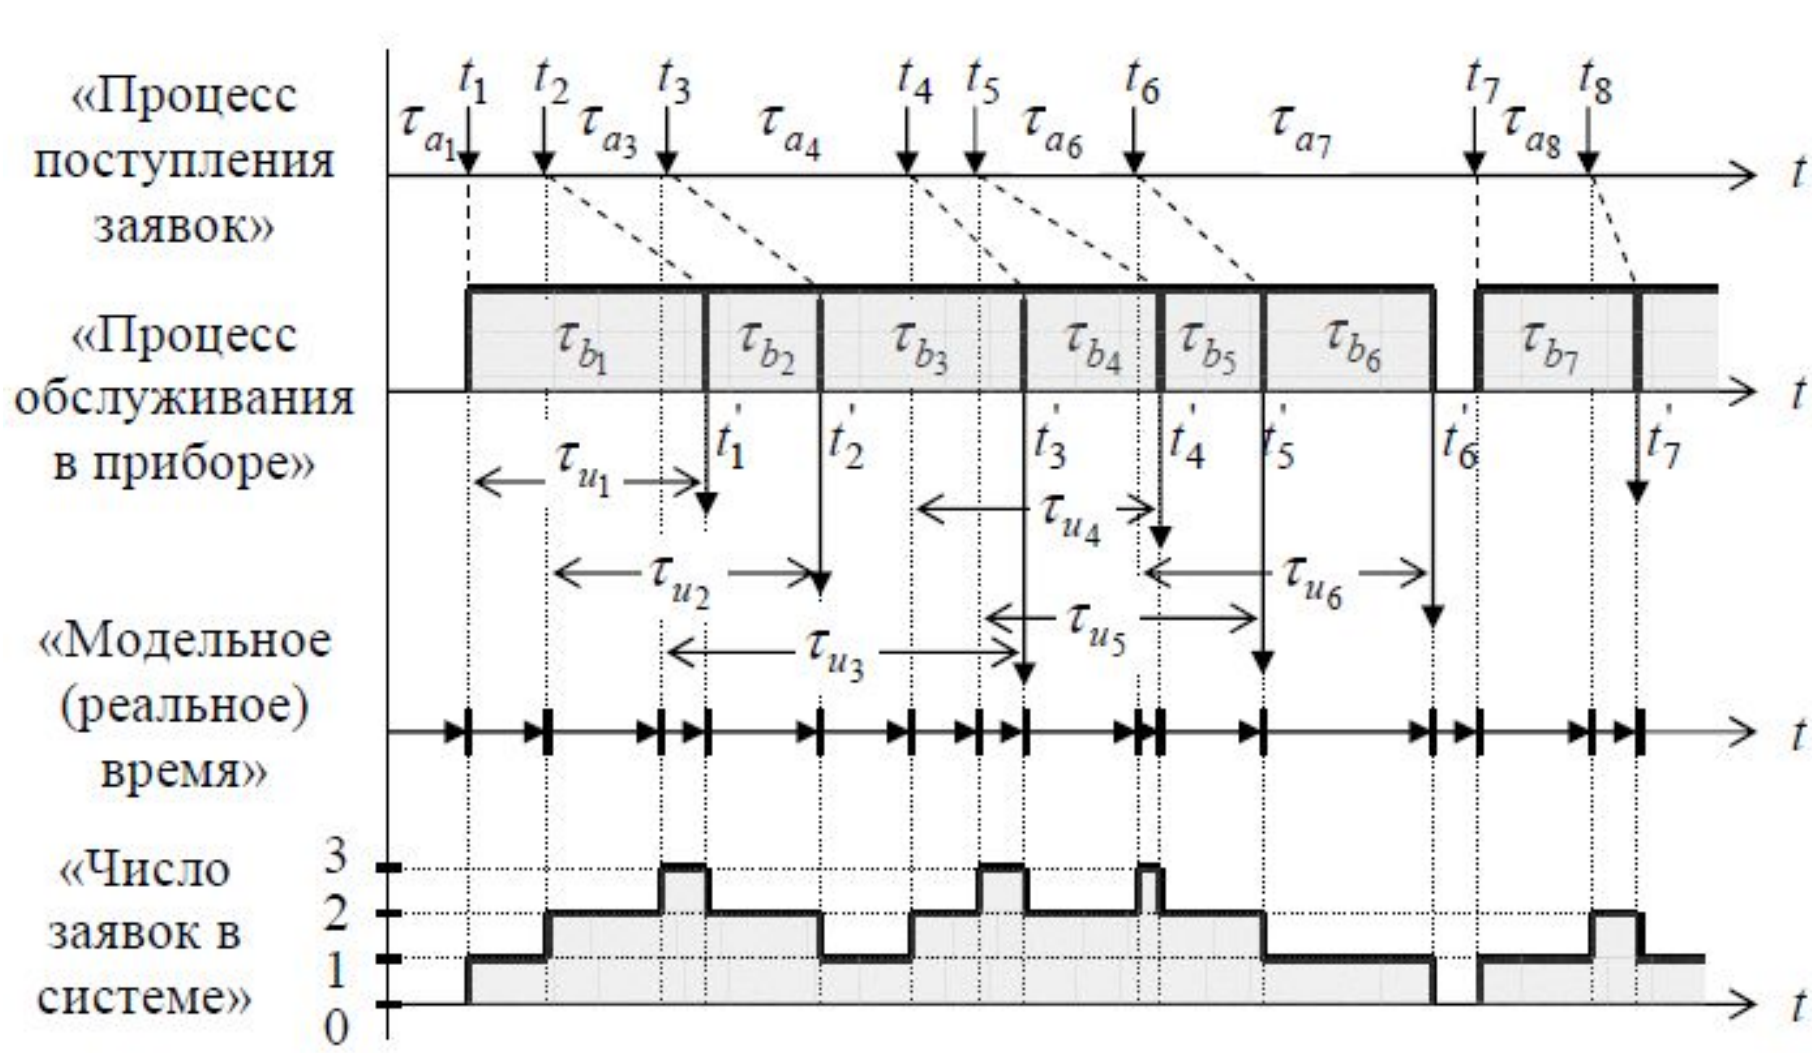 «Процесс
поступления
заявок»
t1 t2 t3 t4 t5 t6 t7 t8
τa1 τa3 τa4 τa6 τa7 τa8
t
«Процесс
обслуживания
в приборе»
τb1 τb2 τb3 τb4 τb5 τb6 τb7
t
t'1 t'2 t'3 t'4 t'5 t'6 t'7
τu1
τu4
τu2 τu6
τu5
τu3
«Модельное
(реальное)
время»
t
«Число
заявок в
системе»
3
2
1
0
t